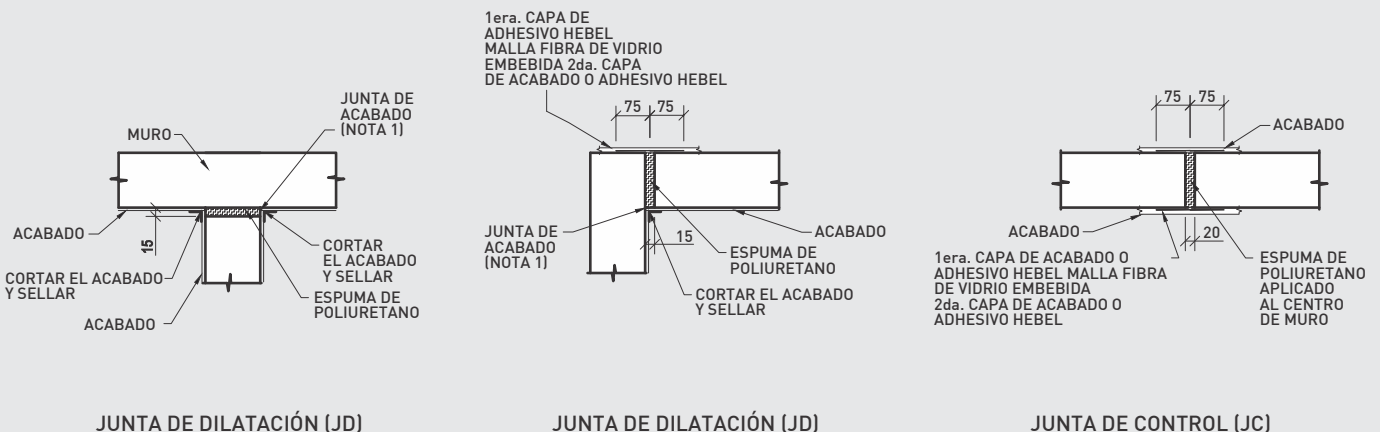 MURO
JUNTA DE
ACABADO
(NOTA 1)
ACABADO
15
CORTAR EL ACABADO
Y SELLAR
ACABADO
CORTAR
EL ACABADO
Y SELLAR
ESPUMA DE
POLIURETANO
JUNTA DE DILATACIÓN (JD)
1era. CAPA DE
ADHESIVO HEBEL
MALLA FIBRA DE VIDRIO
EMBEBIDA 2da. CAPA
DE ACABADO O ADHESIVO HEBEL
75 75
JUNTA DE
ACABADO
(NOTA 1)
15
ACABADO
ESPUMA DE
POLIURETANO
CORTAR EL ACABADO
Y SELLAR
JUNTA DE DILATACIÓN (JD)
75 75
ACABADO
ACABADO
20
1era. CAPA DE ACABADO O
ADHESIVO HEBEL MALLA FIBRA
DE VIDRIO EMBEBIDA
2da. CAPA DE ACABADO O
ADHESIVO HEBEL
ESPUMA DE
POLIURETANO
APLICADO
AL CENTRO
DE MURO
JUNTA DE CONTROL (JC)